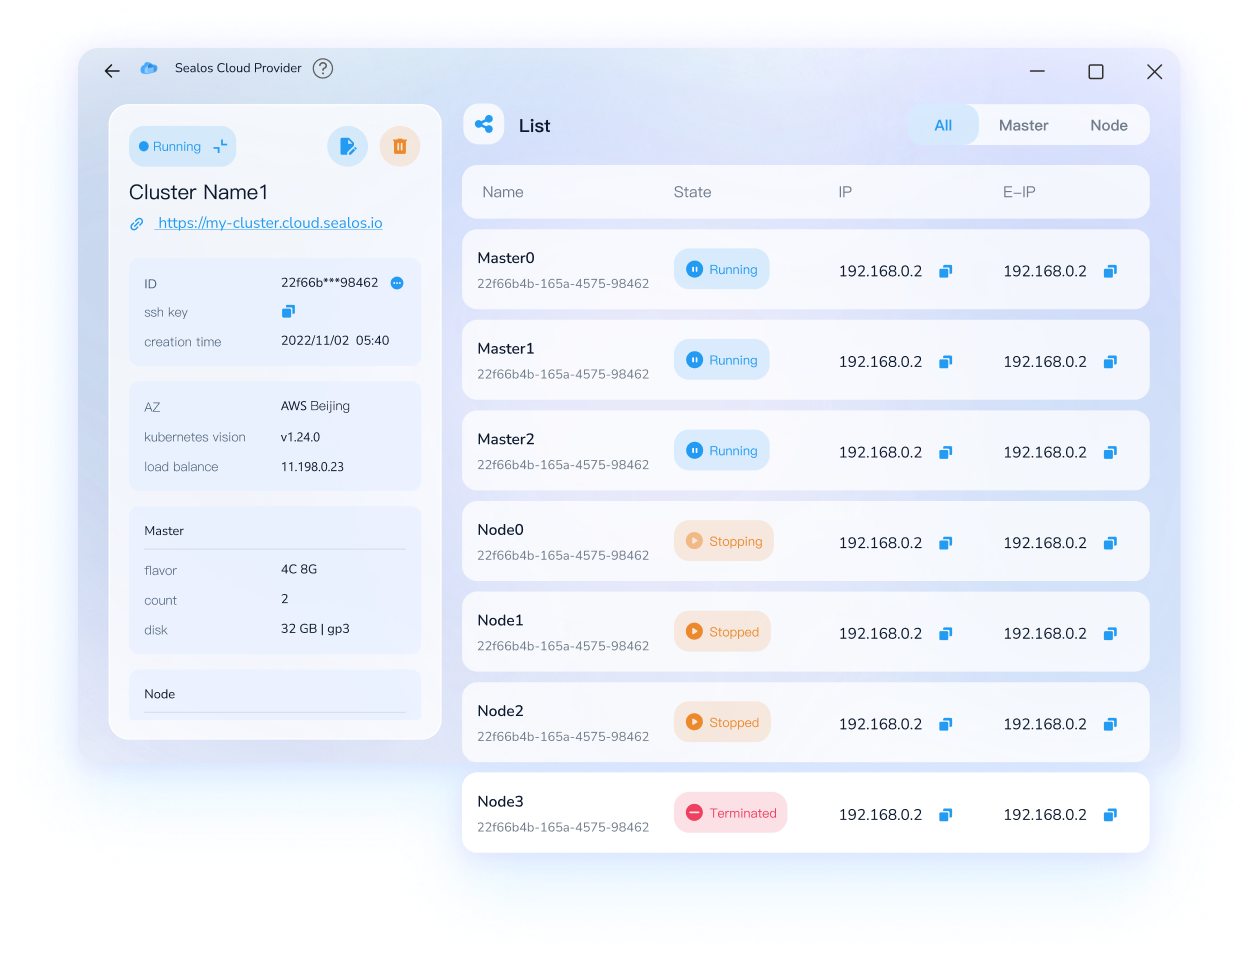 Sealos Cloud Provider ?
Running
Cluster Name1
https://my-cluster.cloud.sealos.io
ID 22f66b***98462
ssh key
creation time 2022/11/02 05:40
AZ AWS Beijing
kubernetes vision v1.24.0
load balance 11.198.0.23
Master
flavor 4C 8G
count 2
disk 32 GB | gp3
Node
List
All Master Node
Name State IP E-IP
Master0
22f66b4b-165a-4575-98462
Running 192.168.0.2 192.168.0.2
Master1
22f66b4b-165a-4575-98462
Running 192.168.0.2 192.168.0.2
Master2
22f66b4b-165a-4575-98462
Running 192.168.0.2 192.168.0.2
Node0
22f66b4b-165a-4575-98462
Stopping 192.168.0.2 192.168.0.2
Node1
22f66b4b-165a-4575-98462
Stopped 192.168.0.2 192.168.0.2
Node2
22f66b4b-165a-4575-98462
Stopped 192.168.0.2 192.168.0.2
Node3
22f66b4b-165a-4575-98462
Terminated 192.168.0.2 192.168.0.2